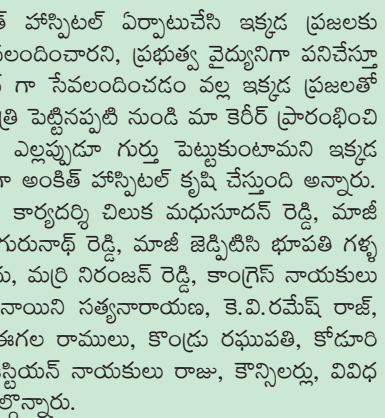 త్ హాస్పిటల్ ఏర్పాటుచేసి ఇక్కడ ప్రజలకు
వలందించారని, ప్రభుత్వ వైద్యునిగా పనిచేస్తూ
గా సేవలందించడం వల్ల ఇక్కడ ప్రజలతో
త్రి పెట్టినప్పటి నుండి మా కెరీర్ ప్రారంభించి
ఎల్లప్పుడూ గుర్తు పెట్టుకుంటామని ఇక్కడ
గా అంకిత్ హాస్పిటల్ కృషి చేస్తుంది అన్నారు.
కార్యదర్శి చిలుక మధుసూదన్ రెడ్డి, మాజీ
గురునాథ్ రెడ్డి, మాజీ జెడ్పిటిసి భూపతి గళ్ళ
మర్రి నిరంజన్ రెడ్డి, కాంగ్రెస్ నాయకులు
నాయిని సత్యనారాయణ, కె.వి.రమేష్ రాజ్,
ఈగల రాములు, కొండ్రు రఘుపతి, కోడూరి
స్టియన్ నాయకులు రాజు, కౌన్సిలర్లు, వివిధ
ల్గొన్నారు.